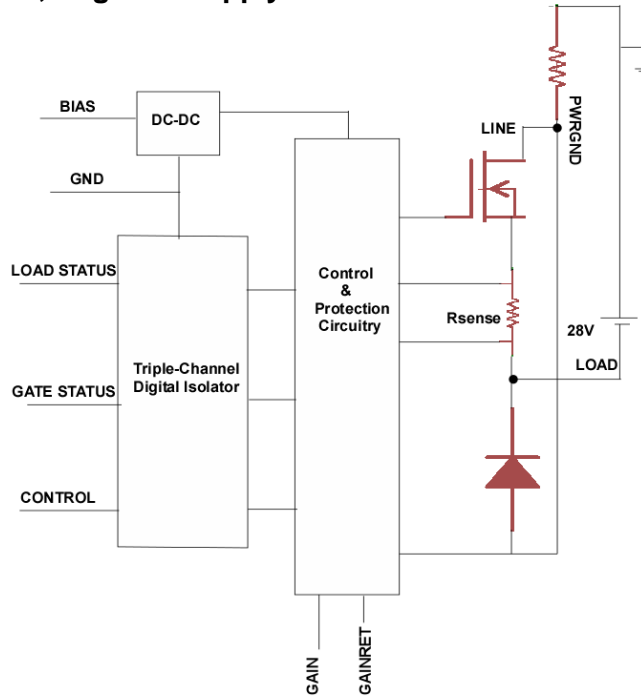 BIAS
DC-DC
LINE
PWRGND
GND
LOAD STATUS
Control
&
Protection
Circuitry
Rsense
28V
LOAD
Triple-Channel
Digital Isolator
GATE STATUS
CONTROL
GAIN
GAINRET